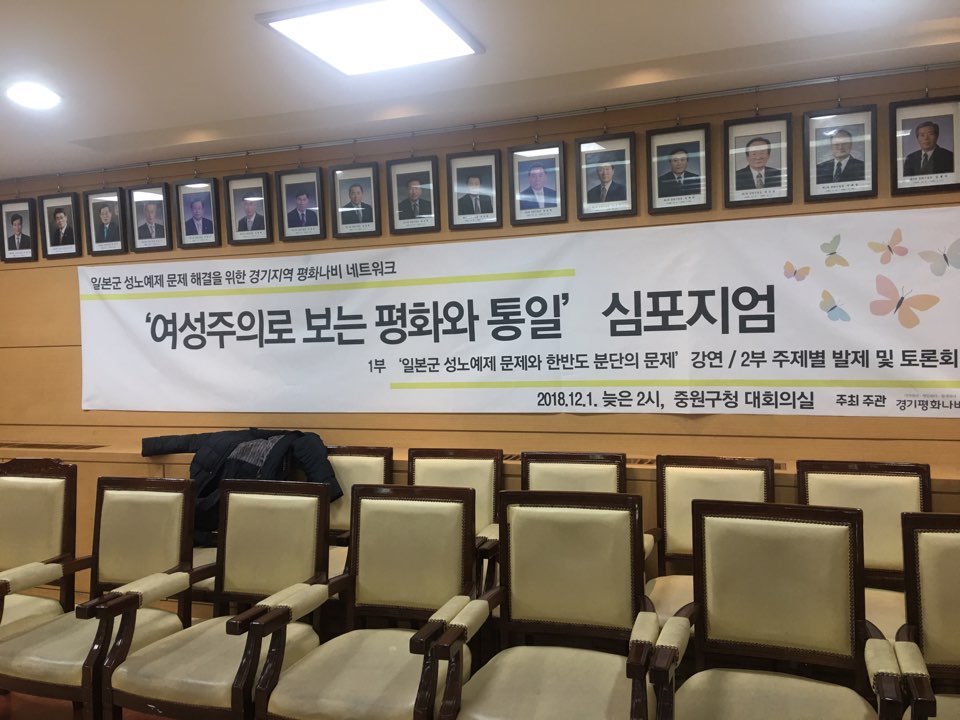 일본군 성노예제 문제 해결을 위한 경기지역 평화나비 네트워크
‘여성주의로 보는 평화와 통일’ 심포지엄
1부 ‘일본군 성노예제 문제와 한반도 분단의 문제’ 강연 / 2부 주제별 발제 및 토론회
2018.12.1. 늦은 2시, 중원구청 대회의실 주최 주관 경기평화나비